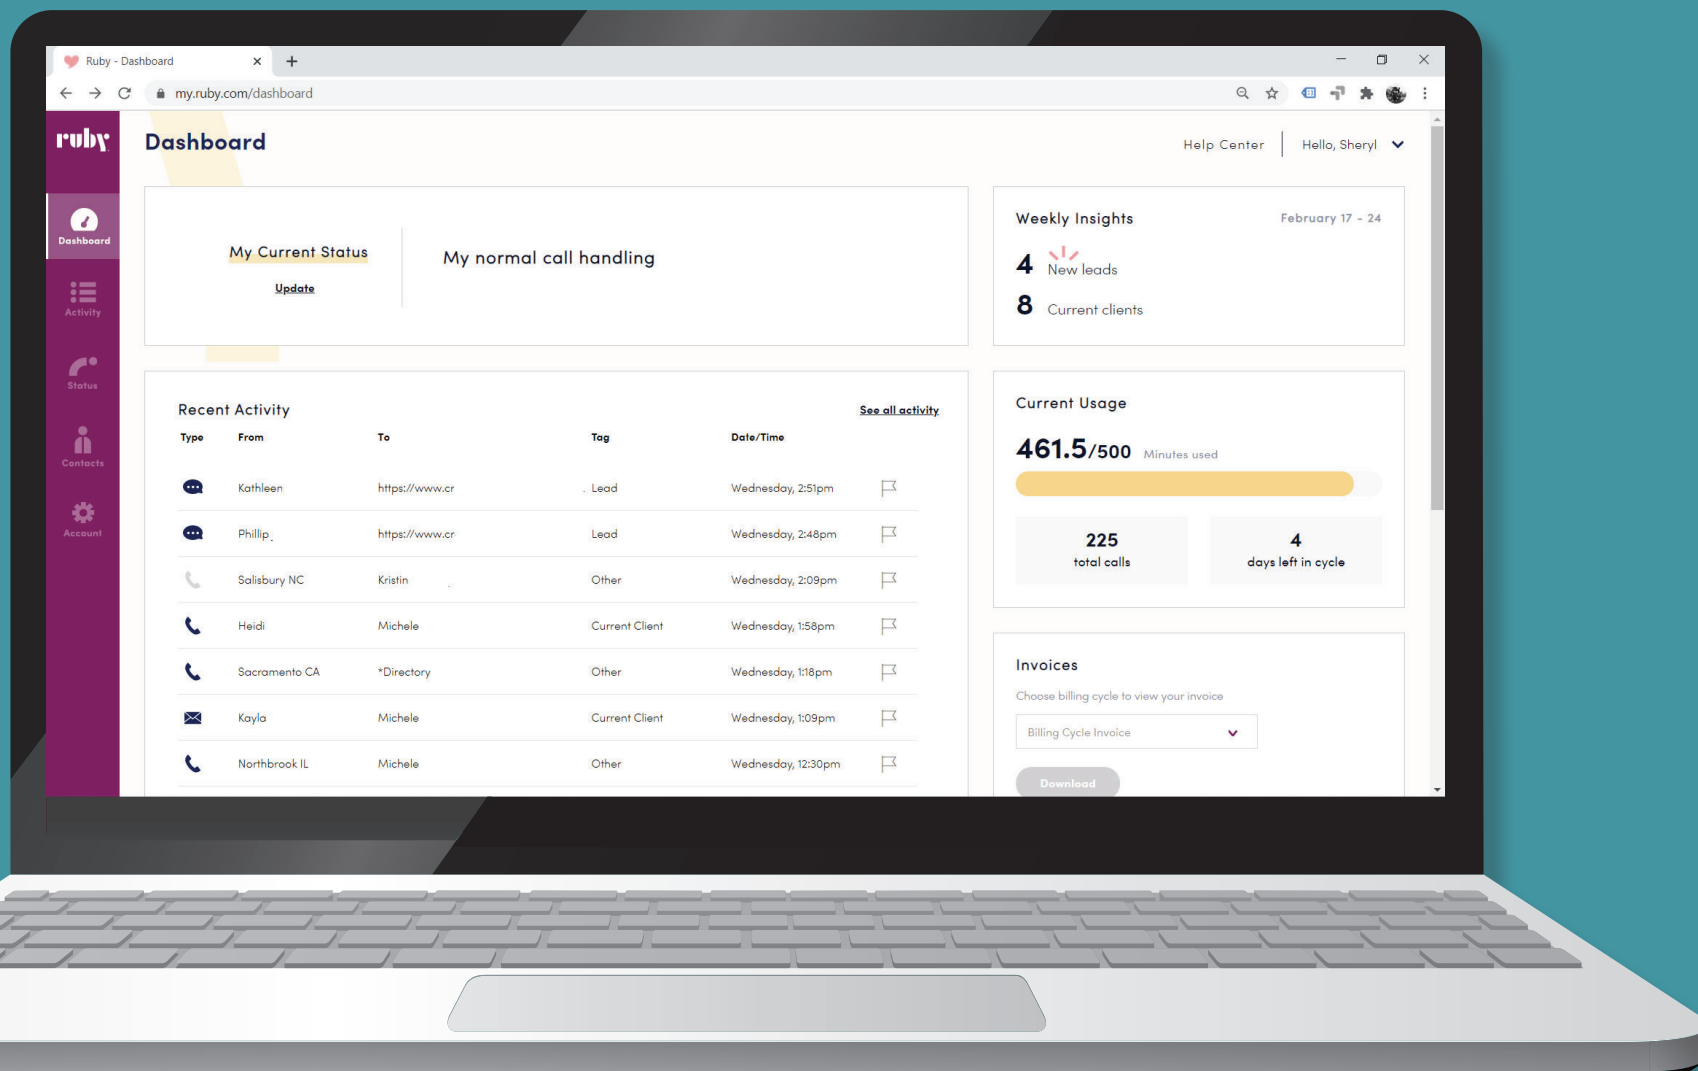 Ruby - Dashboard
my.ruby.com/dashboard
ruby
Dashboard
Help Center
Hello, Sheryl
Dashboard
Activity
Status
Contacts
Account
My Current Status
Update
My normal call handling
Weekly Insights
February 17 - 24
4 New leads
8 Current clients
Recent Activity
See all activity
Type From To Tag Date/Time
Kathleen https://www.cr Lead Wednesday, 2:51pm
Phillip https://www.cr Lead Wednesday, 2:48pm
Salisbury NC Kristin Other Wednesday, 2:09pm
Heidi Michele Current Client Wednesday, 1:58pm
Sacramento CA *Directory Other Wednesday, 1:18pm
Kayla Michele Current Client Wednesday, 1:09pm
Northbrook IL Michele Other Wednesday, 12:30pm
Current Usage
461.5/500 Minutes used
225
total calls
4
days left in cycle
Invoices
Choose billing cycle to view your invoice
Billing Cycle Invoice
Download